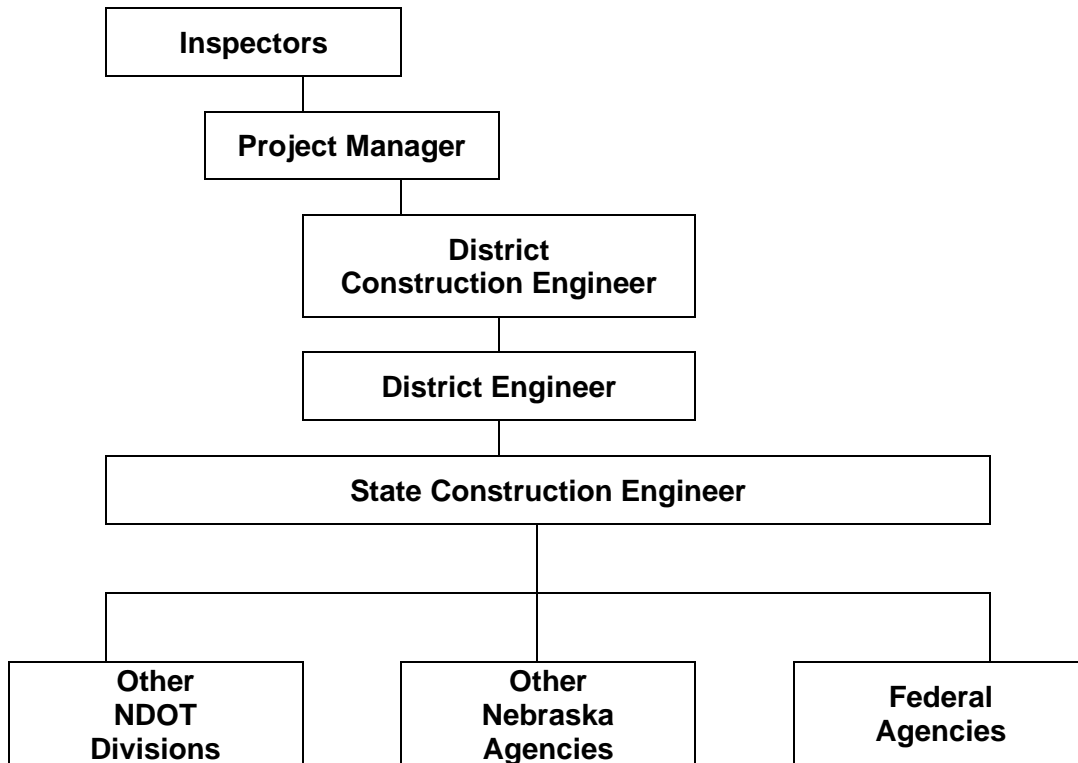 Inspectors
Project Manager
District
Construction Engineer
District Engineer
State Construction Engineer
Other
NDOT
Divisions
Other
Nebraska
Agencies
Federal
Agencies